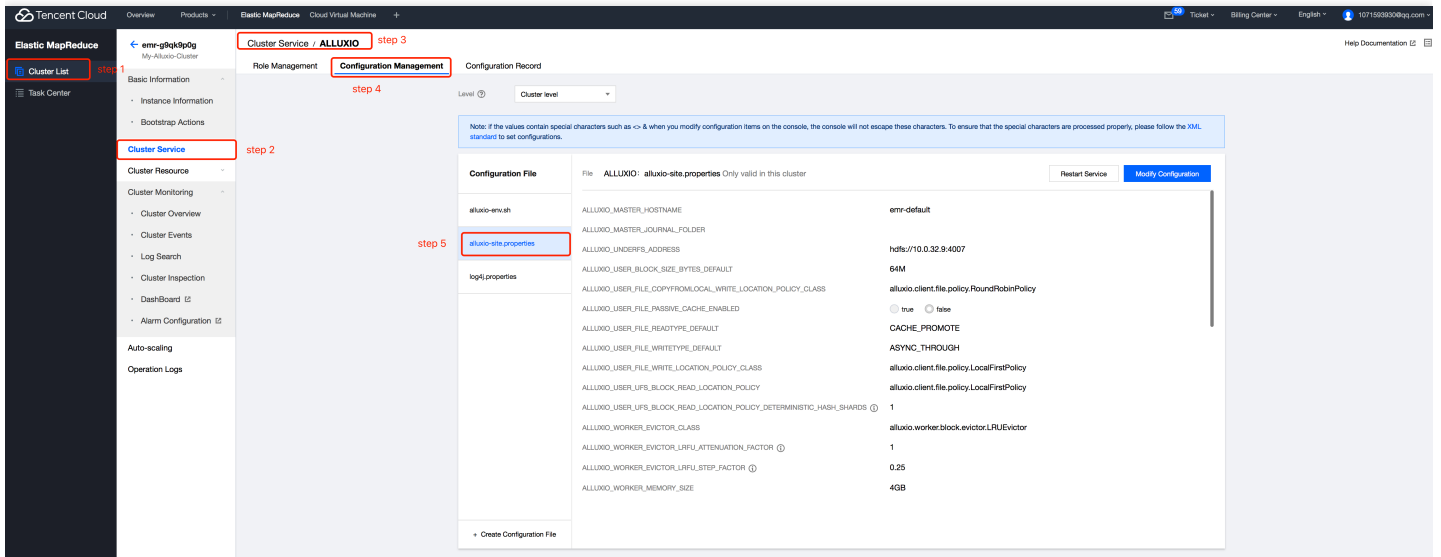 Tencent Cloud Overview Products Elastic MapReduce Cloud Virtual Machine + 59 Ticket Billing Center English 1071593930@qq.com
Elastic MapReduce
Cluster List
step 1
Task Center
emr-g9qk9p0g
My-Alluxio-Cluster
Basic Information
Instance Information
Bootstrap Actions
Cluster Service
step 2
Cluster Resource
Cluster Monitoring
Cluster Overview
Cluster Events
Log Search
Cluster Inspection
DashBoard
Alarm Configuration
Auto-scaling
Operation Logs
Cluster Service / ALLUXIO
step 3
Help Documentation
Role Management Configuration Management Configuration Record
step 4
Level Cluster level
Note: if the values contain special characters such as <> & when you modify configuration items on the console, the console will not escape these characters. To ensure that the special characters are processed properly, please follow the XML
standard to set configurations.
Configuration File
alluxio-env.sh
step 5
alluxio-site.properties
log4j.properties
+ Create Configuration File
File ALLUXIO: alluxio-site.properties Only valid in this cluster Restart Service Modify Configuration
ALLUXIO_MASTER_HOSTNAME emr-default
ALLUXIO_MASTER_JOURNAL_FOLDER
ALLUXIO_UNDERFS_ADDRESS hdfs://10.0.32.9:4007
ALLUXIO_USER_BLOCK_SIZE_BYTES_DEFAULT 64M
ALLUXIO_USER_FILE_COPYFROMLOCAL_WRITE_LOCATION_POLICY_CLASS alluxio.client.file.policy.RoundRobinPolicy
ALLUXIO_USER_FILE_PASSIVE_CACHE_ENABLED true false
ALLUXIO_USER_FILE_READTYPE_DEFAULT CACHE_PROMOTE
ALLUXIO_USER_FILE_WRITETYPE_DEFAULT ASYNC_THROUGH
ALLUXIO_USER_FILE_WRITE_LOCATION_POLICY_CLASS alluxio.client.file.policy.LocalFirstPolicy
ALLUXIO_USER_UFS_BLOCK_READ_LOCATION_POLICY alluxio.client.file.policy.LocalFirstPolicy
ALLUXIO_USER_UFS_BLOCK_READ_LOCATION_POLICY_DETERMINISTIC_HASH_SHARDS 1
ALLUXIO_WORKER_EVICTOR_CLASS alluxio.worker.block.evictor.LRUEvictor
ALLUXIO_WORKER_EVICTOR_LRFU_ATTENUATION_FACTOR 1
ALLUXIO_WORKER_EVICTOR_LRFU_STEP_FACTOR 0.25
ALLUXIO_WORKER_MEMORY_SIZE 4GB